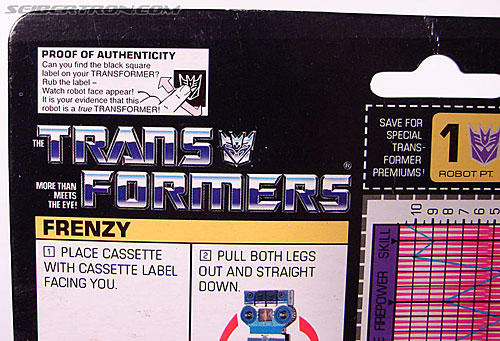 SEIBERTRON.COM
PROOF OF AUTHENTICITY
Can you find the black square
label on your TRANSFORMER?
Rub the label –
Watch robot face appear!
It is your evidence that this
robot is a true TRANSFORMER!
THE
TRANSFORMERS
®
MORE THAN
MEETS
THE EYE!
FRENZY
1 PLACE CASSETTE
WITH CASSETTE LABEL
FACING YOU.
2 PULL BOTH LEGS
OUT AND STRAIGHT
DOWN.
SAVE FOR
SPECIAL
TRANS-
FORMER
PREMIUMS!
1
ROBOT PT.
10 9 8 7 6 5
SKILL
FIREPOWER